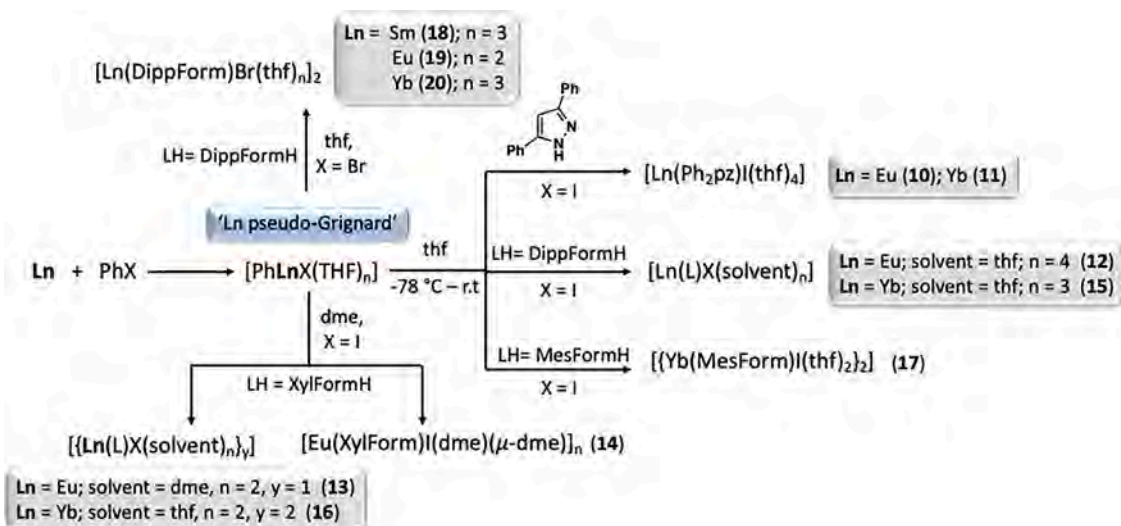 Ln = Sm (18); n = 3
Eu (19); n = 2
Yb (20); n = 3
[Ln(DippForm)Br(thf)n]2
LH= DippFormH
thf,
X = Br
Ph
N
N
H
Ph
X = I
[Ln(Ph2pz)I(thf)4]
Ln = Eu (10); Yb (11)
'Ln pseudo-Grignard'
Ln + PhX
[PhLnX(THF)n]
thf
-78 °C – r.t
LH= DippFormH
X = I
[Ln(L)X(solvent)n]
Ln = Eu; solvent = thf; n = 4 (12)
Ln = Yb; solvent = thf; n = 3 (15)
dme,
X = I
LH = XylFormH
LH= MesFormH
X = I
[{Yb(MesForm)I(thf)2}2] (17)
[{Ln(L)X(solvent)n}y]
[Eu(XylForm)I(dme)(μ-dme)]n (14)
Ln = Eu; solvent = dme, n = 2, y = 1 (13)
Ln = Yb; solvent = thf, n = 2, y = 2 (16)